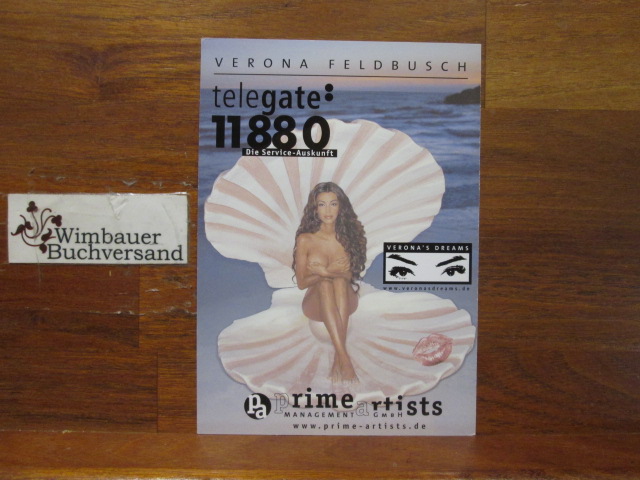 VERONA FELDBUSCH
telegate:
11880
Die Service-Auskunft
Wimbauer
Buchversand
VERONA'S DREAMS
www.veronasdreams.de
pa Prime Artists
MANAGEMENT GMBH
www.prime-artists.de